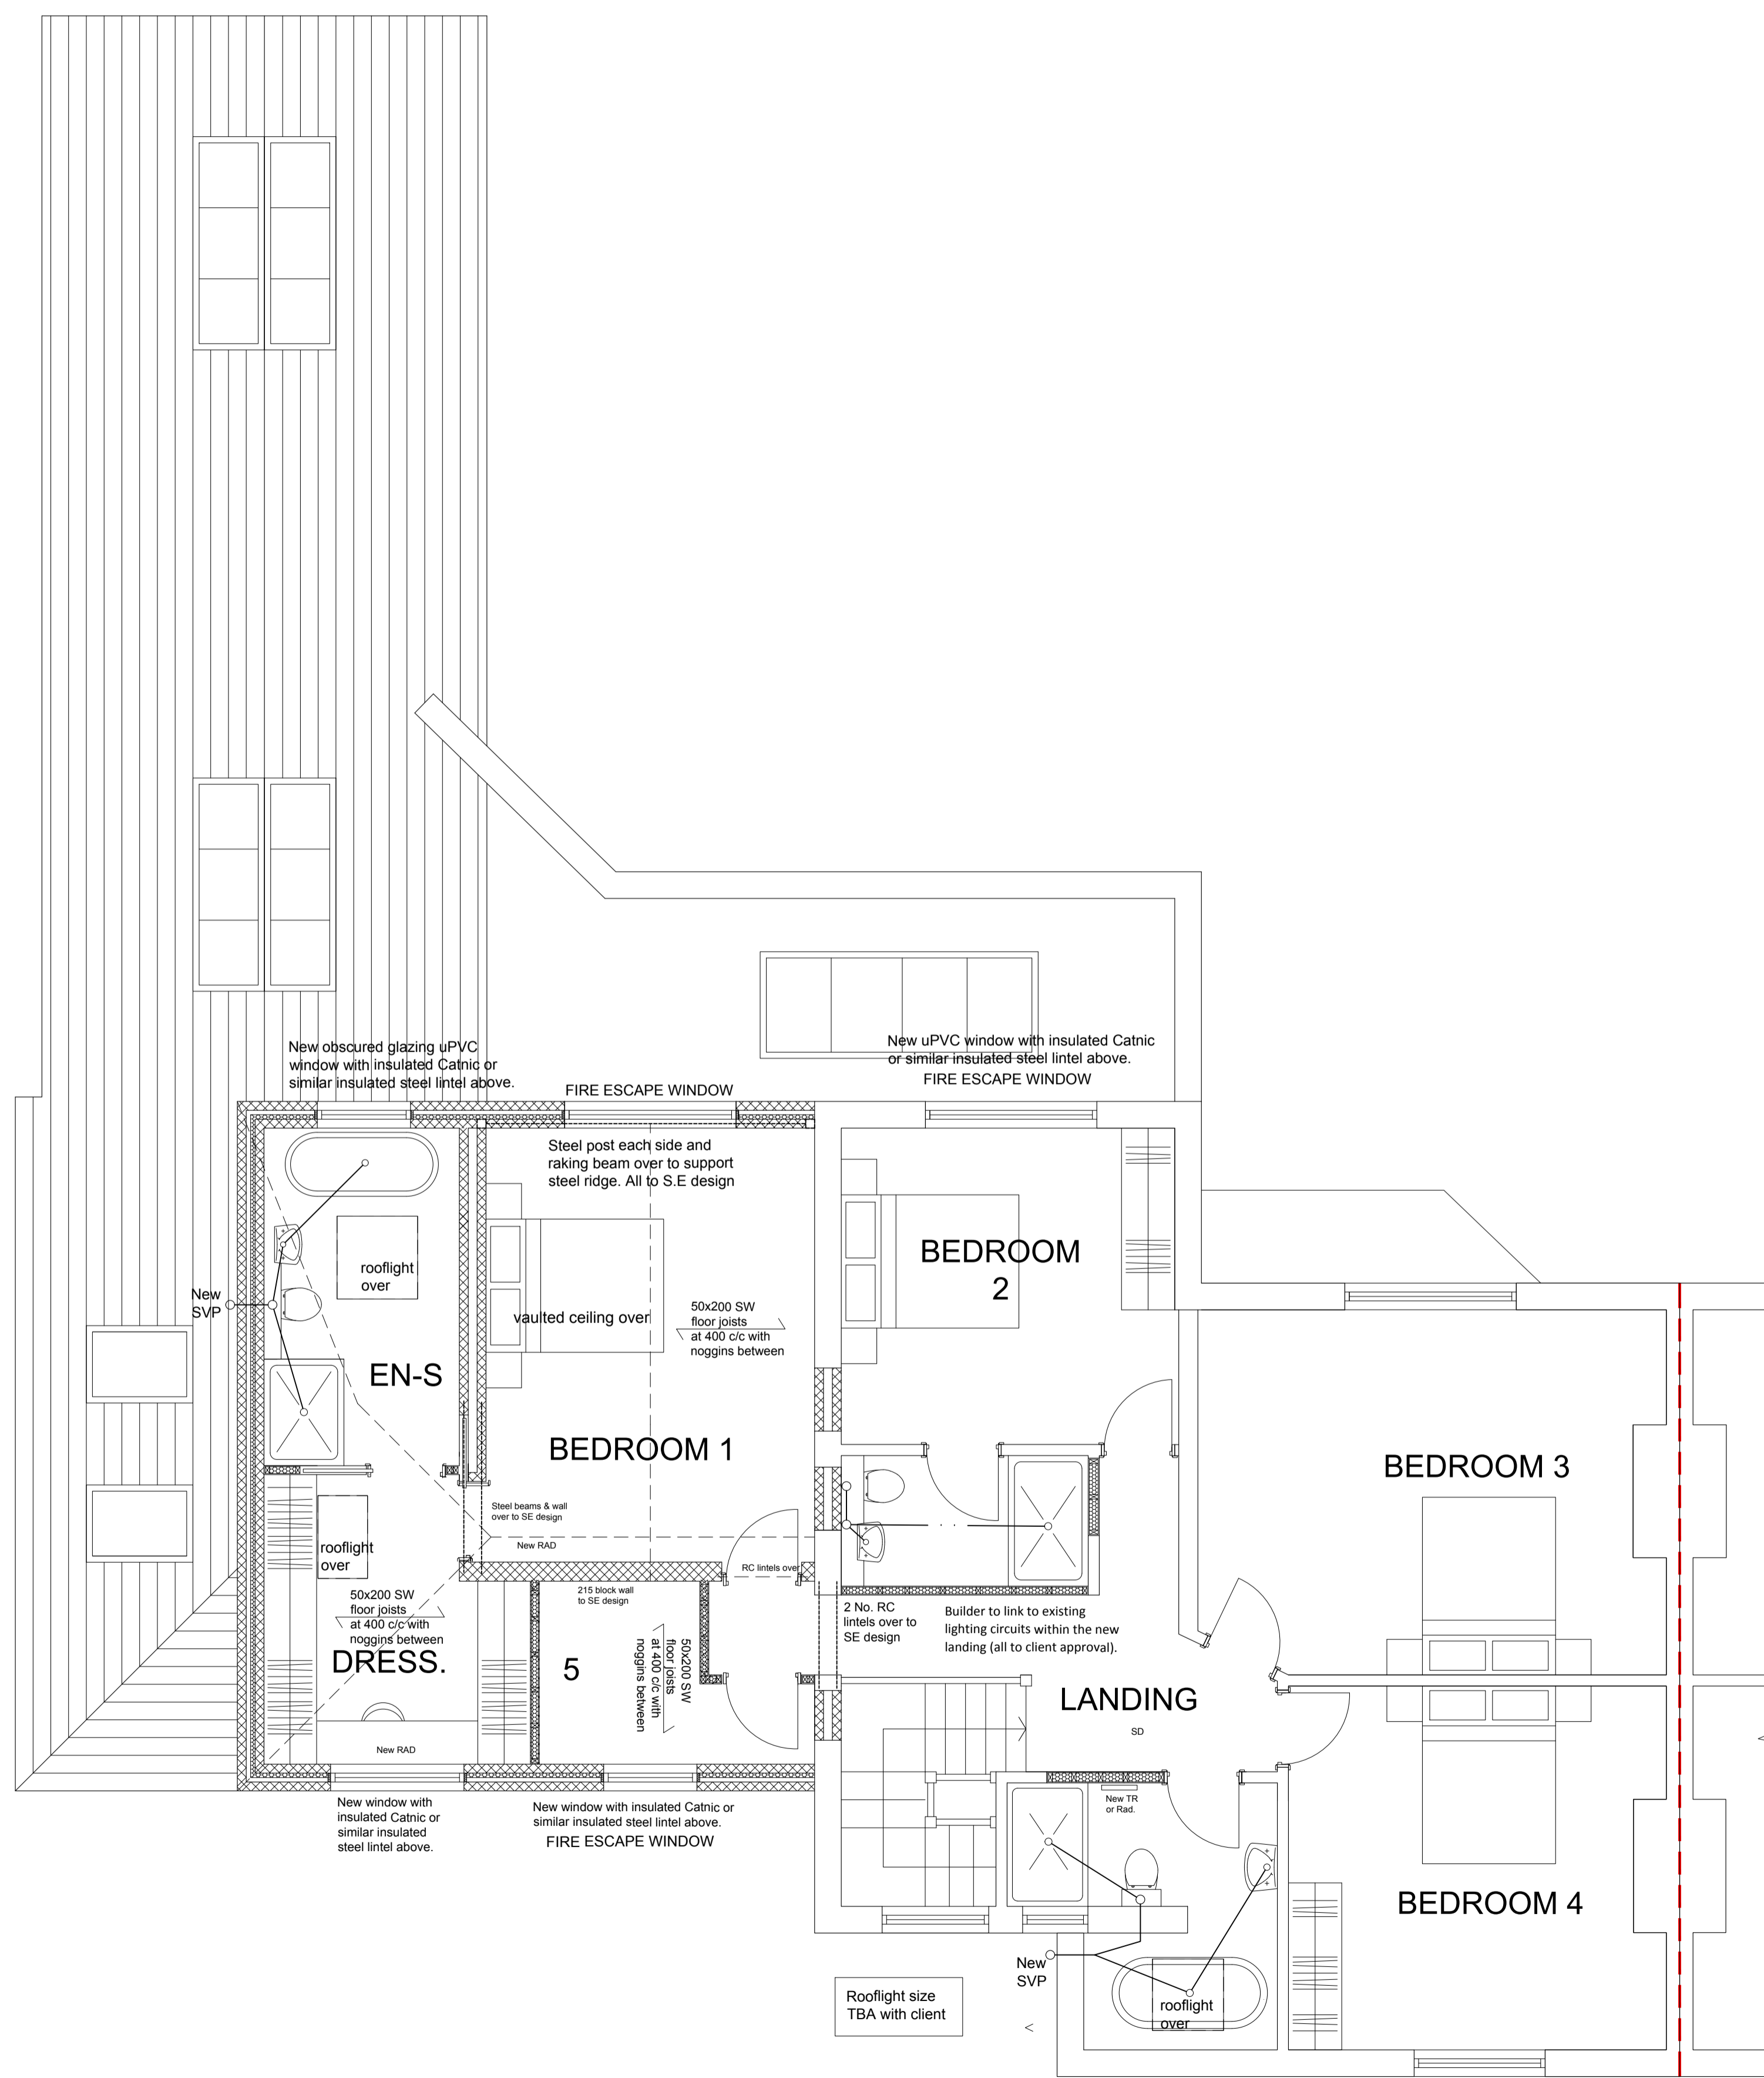 New obscured glazing uPVC
window with insulated Catnic or
similar insulated steel lintel above.
FIRE ESCAPE WINDOW
New uPVC window with insulated Catnic
or similar insulated steel lintel above.
FIRE ESCAPE WINDOW
Steel post each side and
raking beam over to support
steel ridge. All to S.E design
rooflight
over
New
SVP
vaulted ceiling over
50x200 SW
floor joists
at 400 c/c with
noggins between
BEDROOM
2
EN-S
BEDROOM 1
BEDROOM 3
Steel beams & wall
over to SE design
New RAD
rooflight
over
RC lintels over
215 block wall
to SE design
50x200 SW
floor joists
at 400 c/c with
noggins between
DRESS.
5
50x200 SW
floor joists
at 400 c/c with
noggins between
2 No. RC
lintels over to
SE design
Builder to link to existing
lighting circuits within the new
landing (all to client approval).
LANDING
SD
New RAD
New window with
insulated Catnic or
similar insulated
steel lintel above.
New window with insulated Catnic or
similar insulated steel lintel above.
FIRE ESCAPE WINDOW
New TR
or Rad.
BEDROOM 4
New
SVP
Rooflight size
TBA with client
rooflight
over